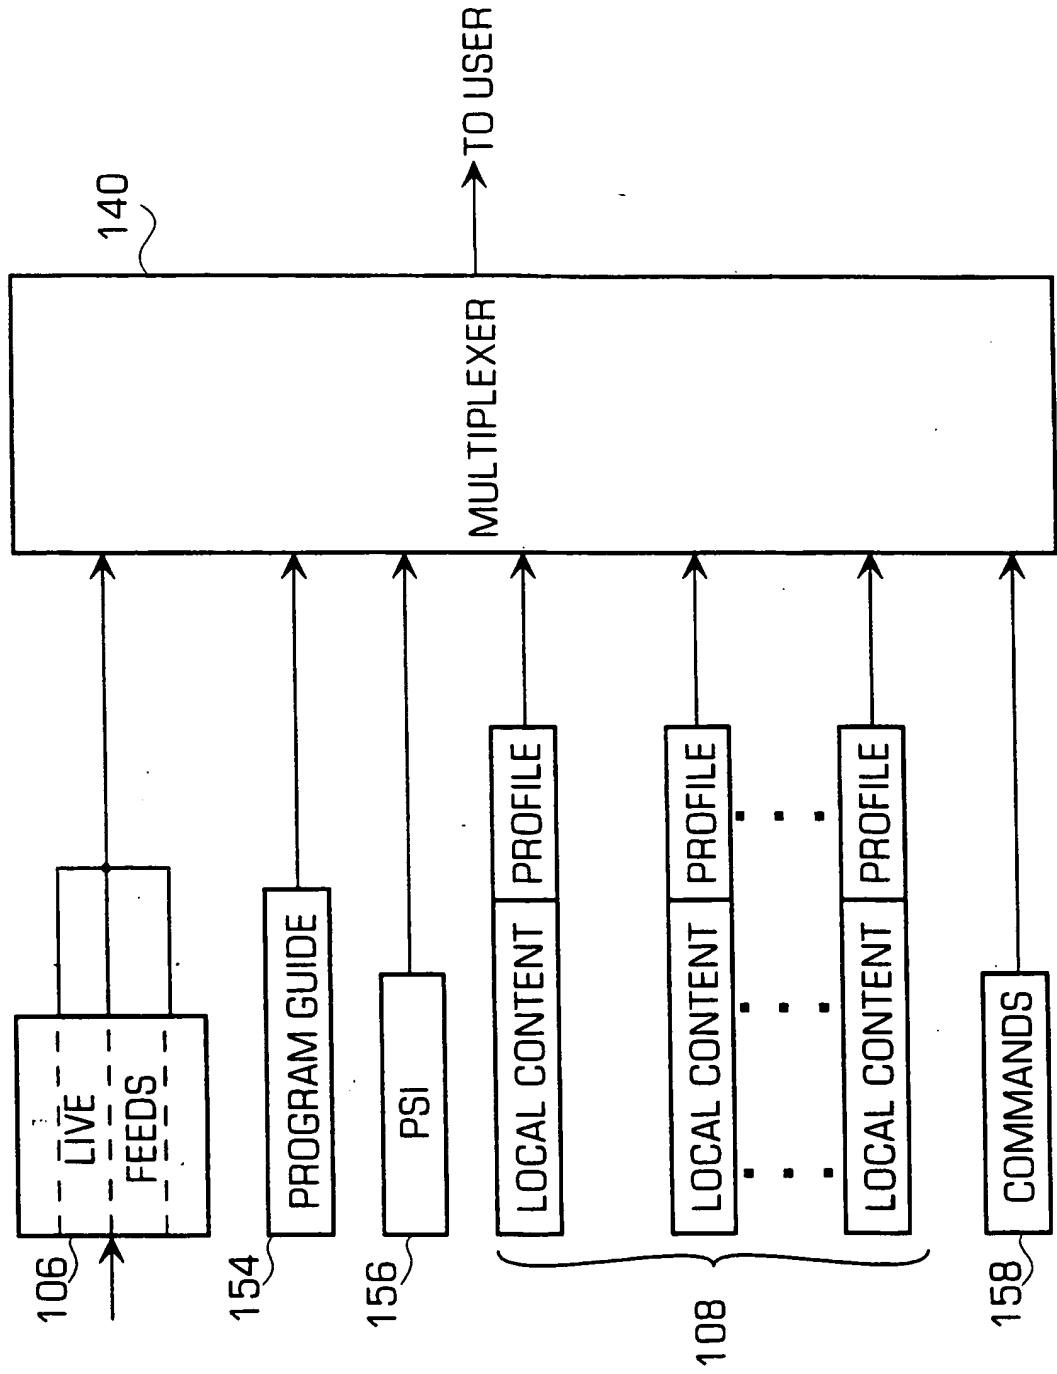 106
LIVE
FEEDS
154
PROGRAM GUIDE
156
PSI
108
LOCAL CONTENT PROFILE
LOCAL CONTENT PROFILE
LOCAL CONTENT PROFILE
158
COMMANDS
MULTIPLEXER
140
TO USER